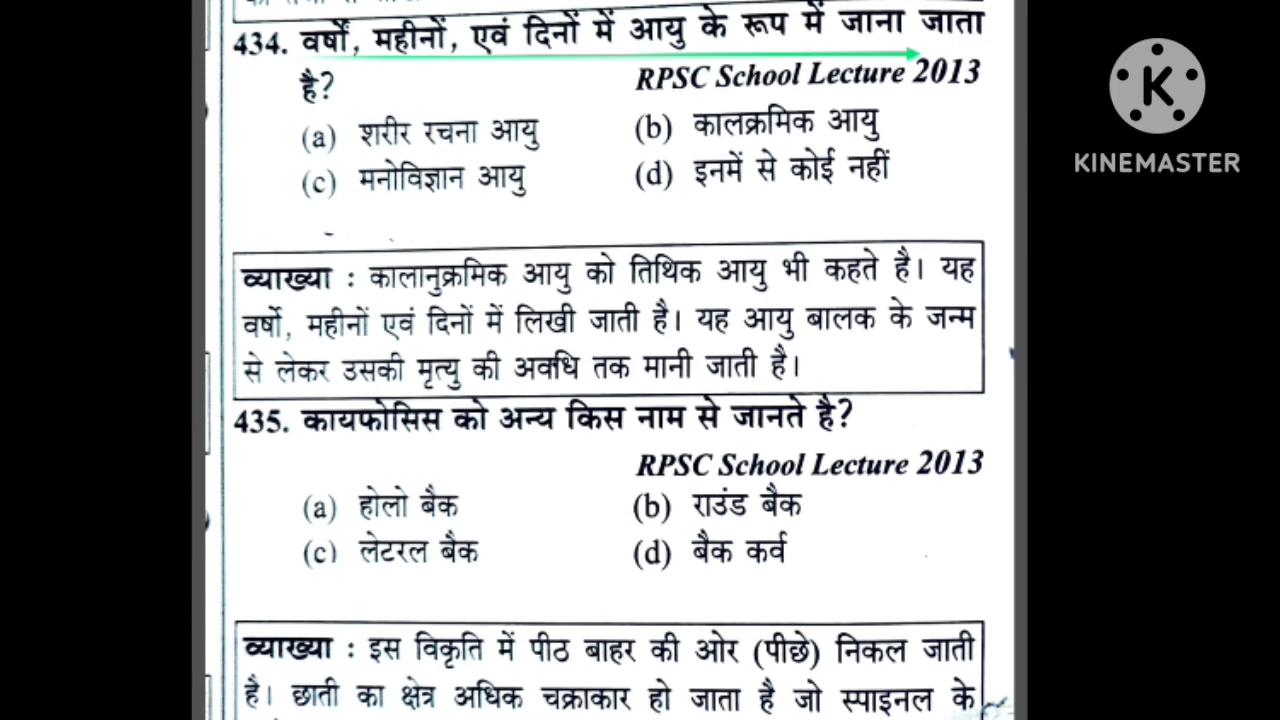 434. वर्षों, महीनों, एवं दिनों में आयु के रूप में जाना जाता
है? RPSC School Lecture 2013
(a) शरीर रचना आयु (b) कालक्रमिक आयु
(c) मनोविज्ञान आयु (d) इनमें से कोई नहीं
व्याख्या : कालानुक्रमिक आयु को तिथिक आयु भी कहते है। यह
वर्षो, महीनों एवं दिनों में लिखी जाती है। यह आयु बालक के जन्म
से लेकर उसकी मृत्यु की अवधि तक मानी जाती है।
435. कायफोसिस को अन्य किस नाम से जानते है?
RPSC School Lecture 2013
(a) होलो बैक (b) राउंड बैक
(c) लेटरल बैक (d) बैक कर्व
व्याख्या : इस विकृति में पीठ बाहर की ओर (पीछे) निकल जाती
है। छाती का क्षेत्र अधिक चक्राकार हो जाता है जो स्पाइनल के
K
KINEMASTER